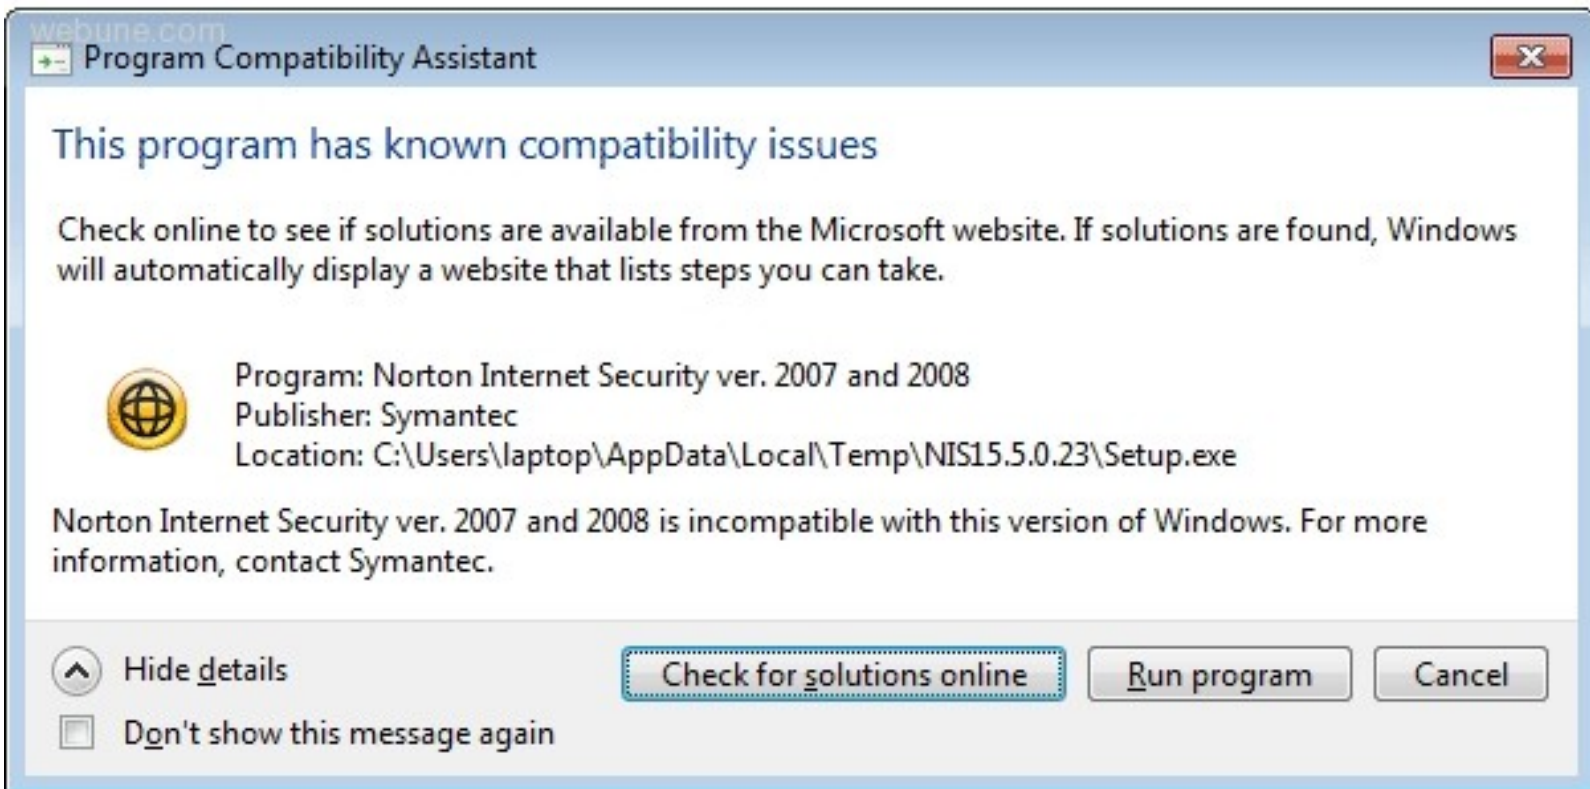 webune.com
Program Compatibility Assistant
This program has known compatibility issues
Check online to see if solutions are available from the Microsoft website. If solutions are found, Windows
will automatically display a website that lists steps you can take.
Program: Norton Internet Security ver. 2007 and 2008
Publisher: Symantec
Location: C:\Users\laptop\AppData\Local\Temp\NIS15.5.0.23\Setup.exe
Norton Internet Security ver. 2007 and 2008 is incompatible with this version of Windows. For more
information, contact Symantec.
Hide details
Check for solutions online
Run program
Cancel
Don't show this message again